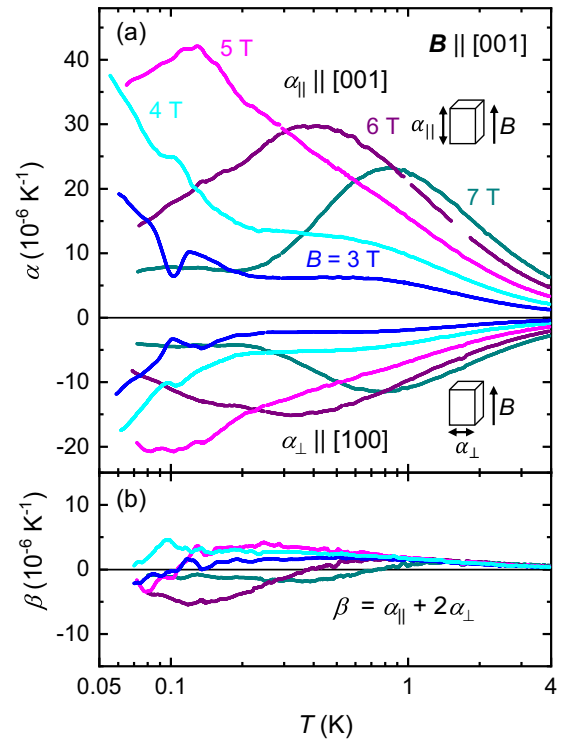 (a)
5 T
B || [001]
α|| || [001]
4 T
6 T
α||
B
7 T
B = 3 T
40
30
20
10
0
-10
-20
α (10⁻⁶ K⁻¹)
α⊥ || [100]
B
α⊥
(b)
10
0
-10
β (10⁻⁶ K⁻¹)
β = α|| + 2α⊥
0.05
0.1
1
4
T (K)